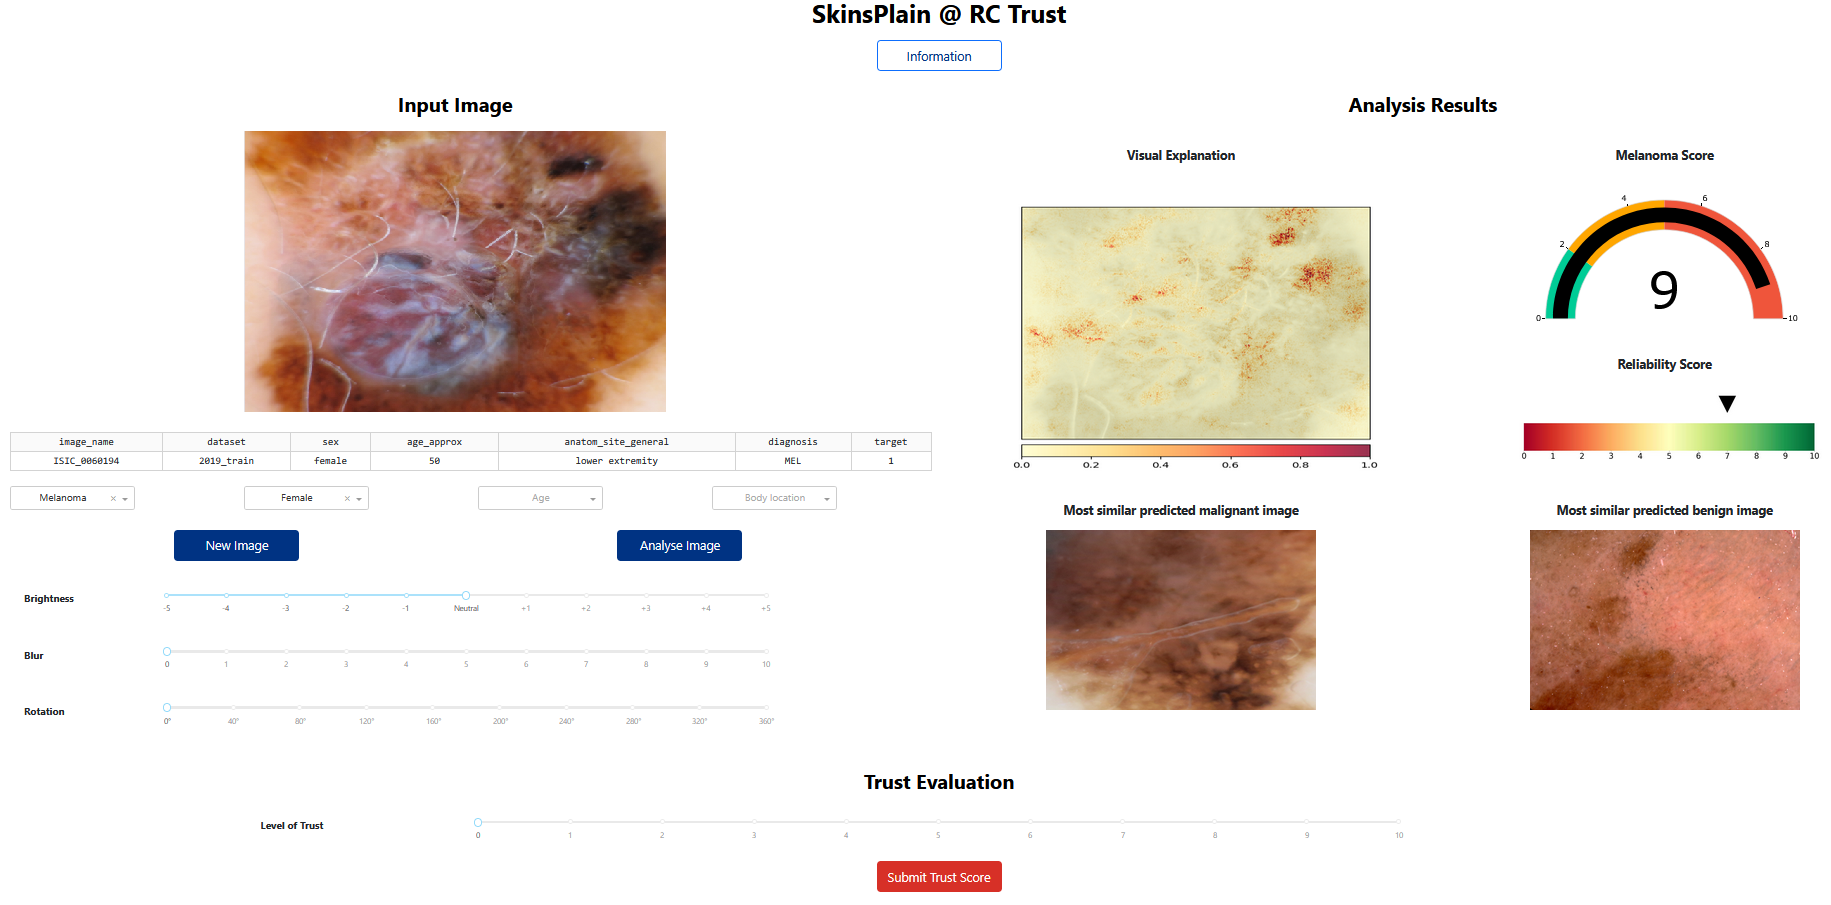 SkinsPlain @ RC Trust
Information
Input Image
image_name dataset sex age_approx anatom_site_general diagnosis target
ISIC_0060194 2019_train female 50 lower extremity MEL 1
Melanoma × Female × Age Body location
New Image Analyse Image
Brightness
-5 -4 -3 -2 -1 Neutral +1 +2 +3 +4 +5
Blur
0 1 2 3 4 5 6 7 8 9 10
Rotation
0° 40° 80° 120° 160° 200° 240° 280° 320° 360°
Analysis Results
Visual Explanation
0.0 0.2 0.4 0.6 0.8 1.0
Melanoma Score
0 2 4 6 8 10
9
Reliability Score
0 1 2 3 4 5 6 7 8 9 10
Most similar predicted malignant image
Most similar predicted benign image
Trust Evaluation
Level of Trust
0 1 2 3 4 5 6 7 8 9 10
Submit Trust Score